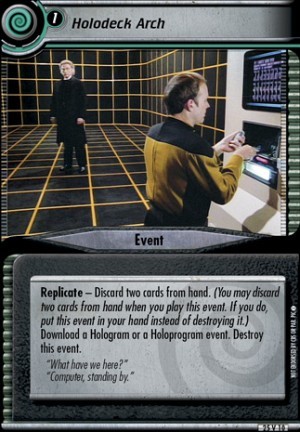 1 Holodeck Arch
Event
Replicate – Discard two cards from hand. (You may discard
two cards from hand when you play this event. If you do,
put this event in your hand instead of destroying it.)
Download a Hologram or a Holoprogram event. Destroy
this event.
"What have we here?"
"Computer, standing by."